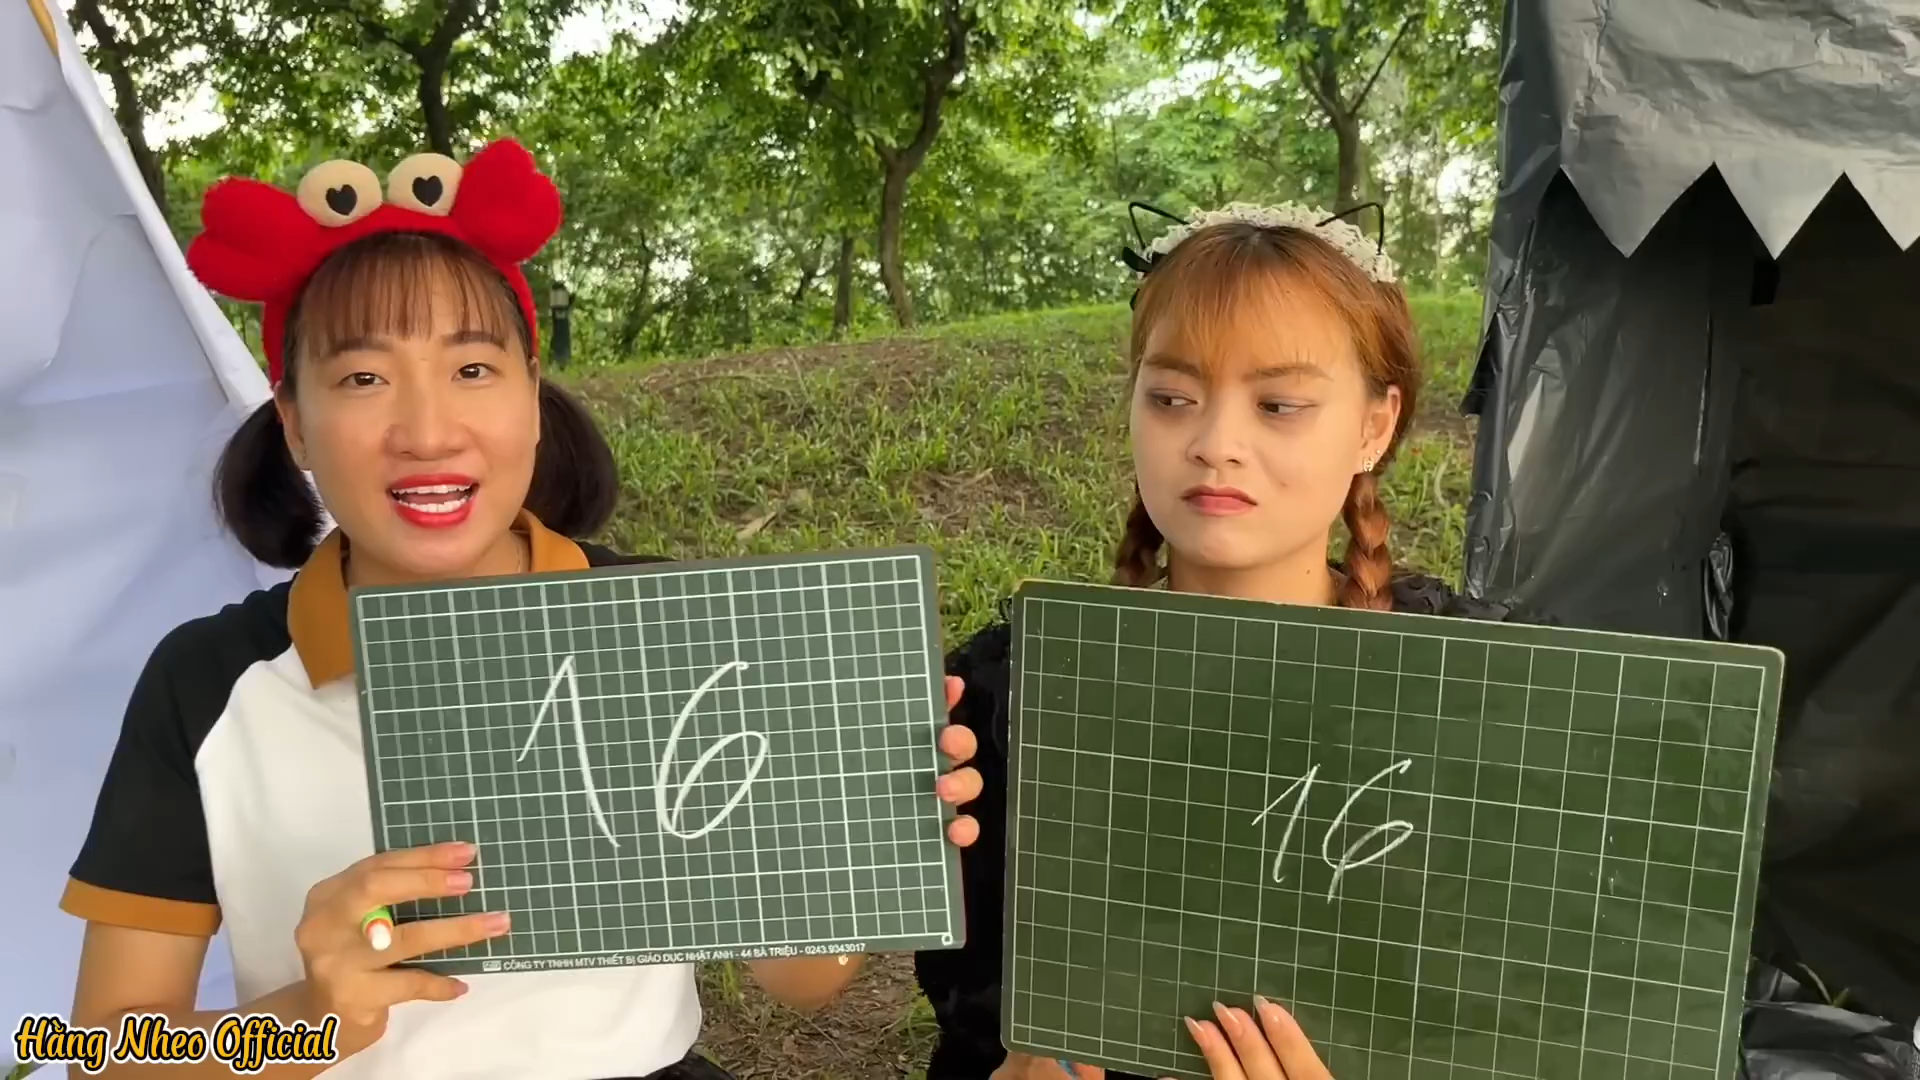 16
16
CÔNG TY TNHH MTV THIẾT BỊ GIÁO DỤC NHẬT ANH - 44 BÀ TRIỆU - 0243.9343017
Hằng Nheo Official